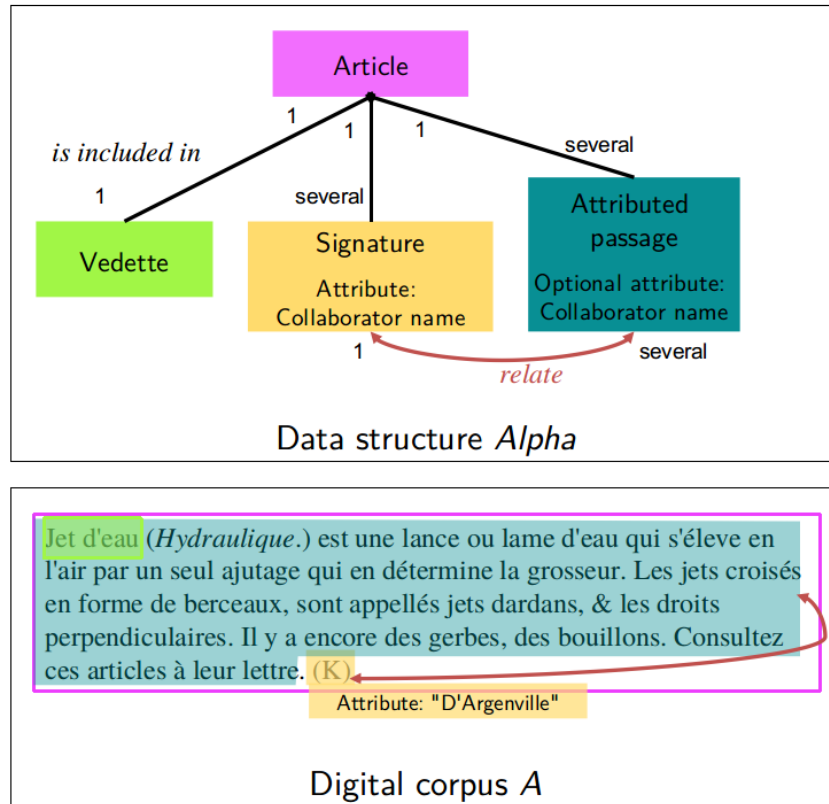 Article
1
1
1
is included in
several
1
several
Vedette
Signature
Attribute:
Collaborator name
Attributed
passage
Optional attribute:
Collaborator name
1
several
relate
Data structure Alpha
Jet d'eau (Hydraulique.) est une lance ou lame d'eau qui s'éleve en
l'air par un seul ajutage qui en détermine la grosseur. Les jets croisés
en forme de berceaux, sont appellés jets dardans, & les droits
perpendiculaires. Il y a encore des gerbes, des bouillons. Consultez
ces articles à leur lettre. (K)
Attribute: "D'Argenville"
Digital corpus A